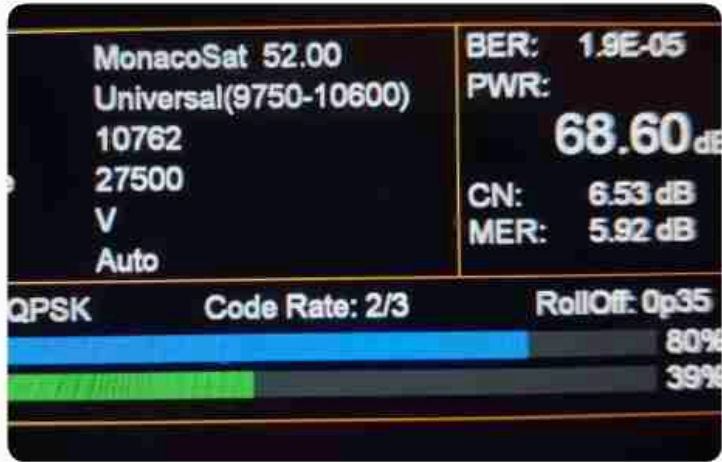 MonacoSat 52.00
Universal(9750-10600)
10762
27500
V
Auto
BER: 1.9E-05
PWR:
68.60 dB
CN: 6.53 dB
MER: 5.92 dB
QPSK Code Rate: 2/3 RollOff: 0p35
80%
39%